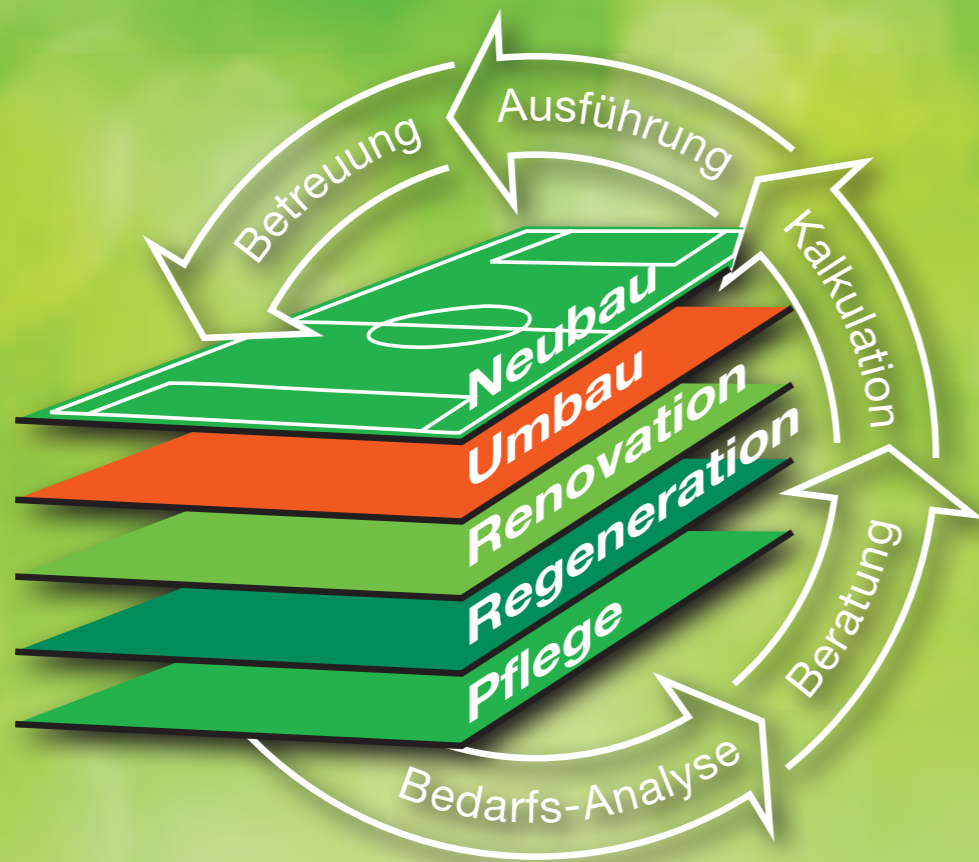 Betreuung
Ausführung
Kalkulation
Beratung
Bedarfs-Analyse
Neubau
Umbau
Renovation
Regeneration
Pflege